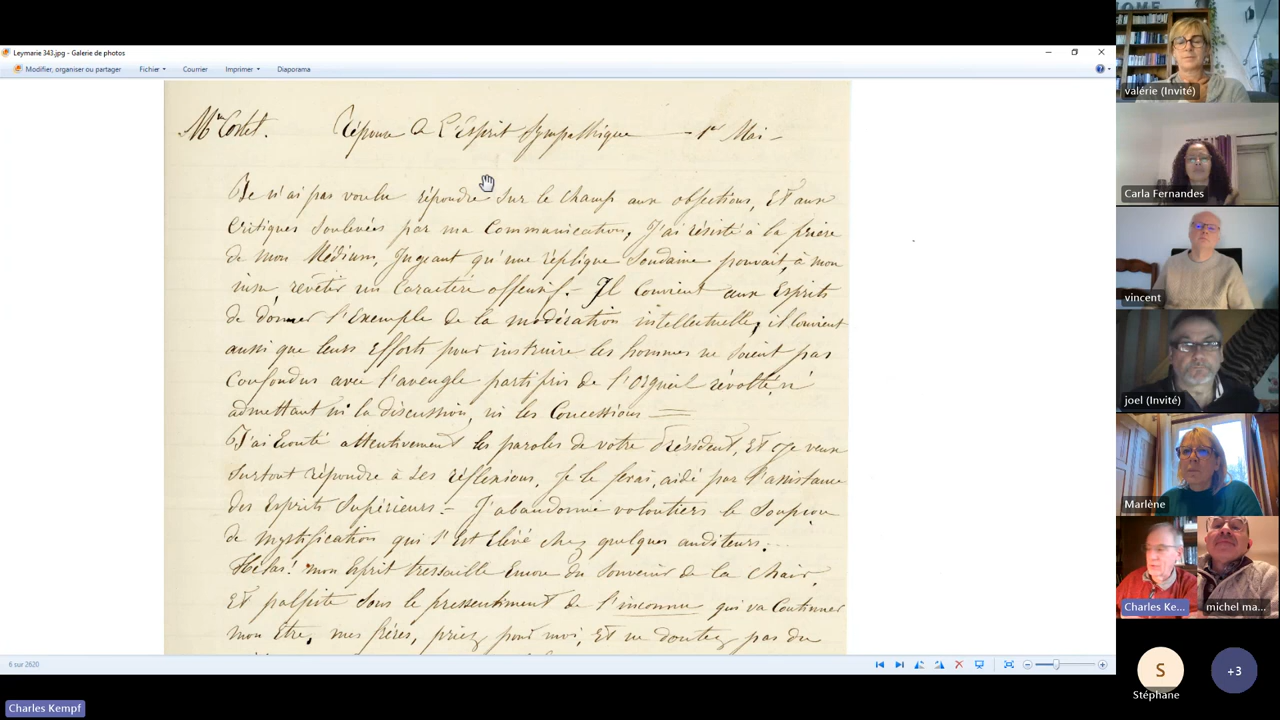 Leymarie 343.jpg - Galerie de photos
Modifier, organiser ou partager
Fichier
Courrier
Imprimer
Diaporama
Mr Costet. Réponse à L'Esprit Sympathique — 1er Mai —
Je n'ai pas voulu répondre sur le champ aux objections, Et aux
Critiques soulevées par ma Communication, J'ai résisté à la prière
de mon Médium, Jugeant qu'une réplique Soudaine pouvait, à mon
insu revêtir un Caractère offensif. - Il Convient aux Esprits
de donner l'Exemple de la modération intellectuelle, il Convient
aussi que leurs Efforts pour instruire les hommes ne soient pas
Confondus avec l'aveugle parti pris de l'Orgueil révolté, n'
admettant ni la discussion, ni les Concessions =
J'ai Ecouté attentivement les paroles de votre Président, Et je veux
Surtout répondre à Ses réflexions, Je le ferai, aidé par l'assistance
des Esprits Supérieurs. - J'abandonne volontiers le Soupçon
de mystification qui s'est Elevé chez quelques auditeurs...
Hélas! mon Esprit tressaille Emu du Souvenir de la Chair,
Et palpite Sous le pressentiment de l'inconnu qui va Continuer
mon Etre, mes frères, priez pour moi, Et ne doutez pas du
6 sur 2620
Charles Kempf
valérie (Invité)
Carla Fernandes
vincent
joel (Invité)
Marlène
Charles Ke...
michel ma...
S
Stéphane
+3